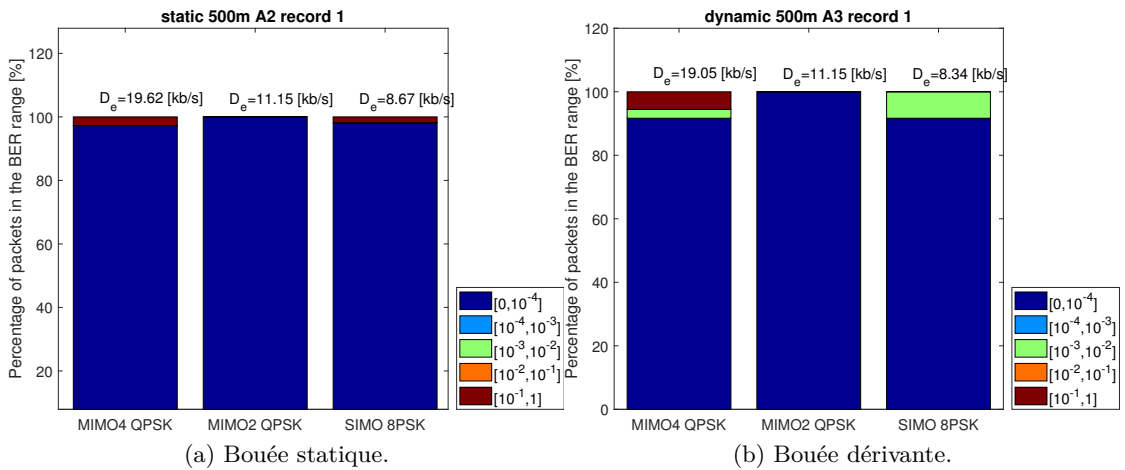 static 500m A2 record 1
Percentage of packets in the BER range [%]
120
100
80
60
40
20
D_e=19.62 [kb/s]
D_e=11.15 [kb/s]
D_e=8.67 [kb/s]
MIMO4 QPSK
MIMO2 QPSK
SIMO 8PSK
[0,10^-4]
[10^-4,10^-3]
[10^-3,10^-2]
[10^-2,10^-1]
[10^-1,1]
(a) Bouée statique.
dynamic 500m A3 record 1
Percentage of packets in the BER range [%]
120
100
80
60
40
20
0
D_e=19.05 [kb/s]
D_e=11.15 [kb/s]
D_e=8.34 [kb/s]
MIMO4 QPSK
MIMO2 QPSK
SIMO 8PSK
[0,10^-4]
[10^-4,10^-3]
[10^-3,10^-2]
[10^-2,10^-1]
[10^-1,1]
(b) Bouée dérivante.